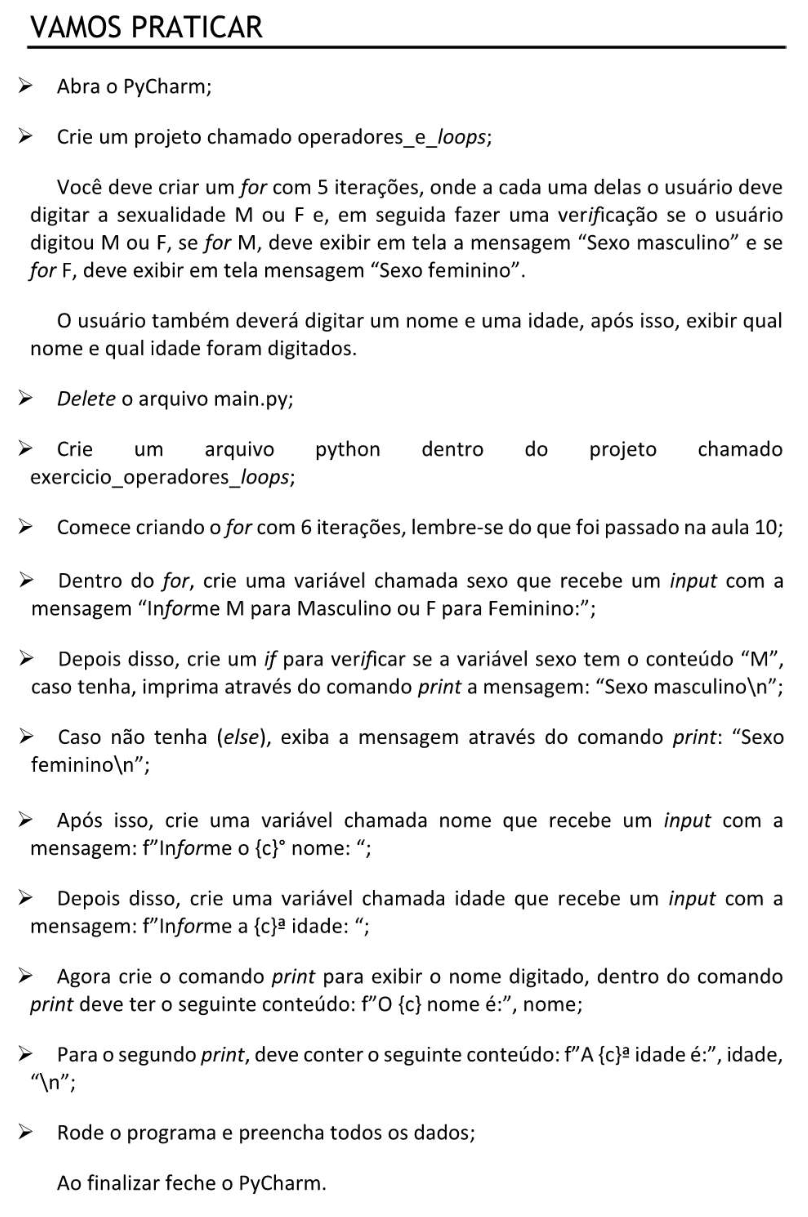 VAMOS PRATICAR
➢ Abra o PyCharm;
➢ Crie um projeto chamado operadores_e_loops;
Você deve criar um for com 5 iterações, onde a cada uma delas o usuário deve
digitar a sexualidade M ou F e, em seguida fazer uma verificação se o usuário
digitou M ou F, se for M, deve exibir em tela a mensagem “Sexo masculino” e se
for F, deve exibir em tela mensagem “Sexo feminino”.
O usuário também deverá digitar um nome e uma idade, após isso, exibir qual
nome e qual idade foram digitados.
➢ Delete o arquivo main.py;
➢ Crie um arquivo python dentro do projeto chamado
exercicio_operadores_loops;
➢ Comece criando o for com 6 iterações, lembre-se do que foi passado na aula 10;
➢ Dentro do for, crie uma variável chamada sexo que recebe um input com a
mensagem “Informe M para Masculino ou F para Feminino:”;
➢ Depois disso, crie um if para verificar se a variável sexo tem o conteúdo “M”,
caso tenha, imprima através do comando print a mensagem: “Sexo masculino\n”;
➢ Caso não tenha (else), exiba a mensagem através do comando print: “Sexo
feminino\n”;
➢ Após isso, crie uma variável chamada nome que recebe um input com a
mensagem: f”Informe o {c}° nome: “;
➢ Depois disso, crie uma variável chamada idade que recebe um input com a
mensagem: f”Informe a {c}ª idade: “;
➢ Agora crie o comando print para exibir o nome digitado, dentro do comando
print deve ter o seguinte conteúdo: f”O {c} nome é:”, nome;
➢ Para o segundo print, deve conter o seguinte conteúdo: f”A {c}ª idade é:”, idade,
“\n”;
➢ Rode o programa e preencha todos os dados;
Ao finalizar feche o PyCharm.